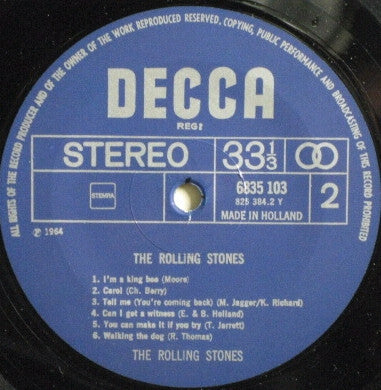 ALL RIGHTS OF THE RECORD PRODUCER AND OF THE OWNER OF THE WORK REPRODUCED RESERVED. COPYING, PUBLIC PERFORMANCE AND BROADCASTING OF THIS RECORD PROHIBITED
DECCA
REG?
STEREO 33 1/3
STEMRA
6835 103
825 384.2 Y
MADE IN HOLLAND
2
℗ 1964
THE ROLLING STONES
1. I'm a king bee (Moore)
2. Carol (Ch. Berry)
3. Tell me (You're coming back) (M. Jagger/K. Richard)
4. Can I get a witness (E. & B. Holland)
5. You can make it if you try (T. Jarrett)
6. Walking the dog (R. Thomas)
THE ROLLING STONES